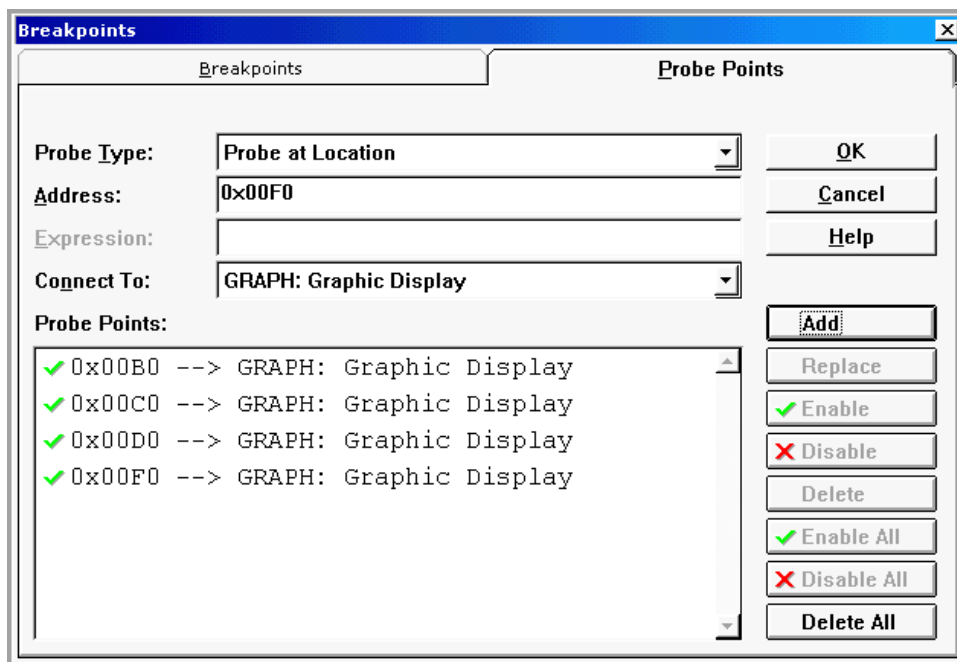 Breakpoints
Breakpoints
Probe Points
Probe Type: Probe at Location OK
Address: 0x00F0 Cancel
Expression: Help
Connect To: GRAPH: Graphic Display
Probe Points: Add
0x00B0 --> GRAPH: Graphic Display Replace
0x00C0 --> GRAPH: Graphic Display Enable
0x00D0 --> GRAPH: Graphic Display Disable
0x00F0 --> GRAPH: Graphic Display Delete
Enable All
Disable All
Delete All